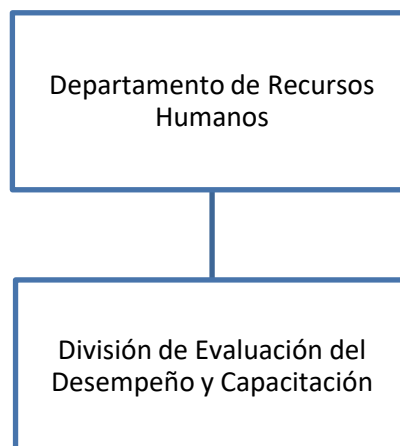 Departamento de Recursos
Humanos
División de Evaluación del
Desempeño y Capacitación